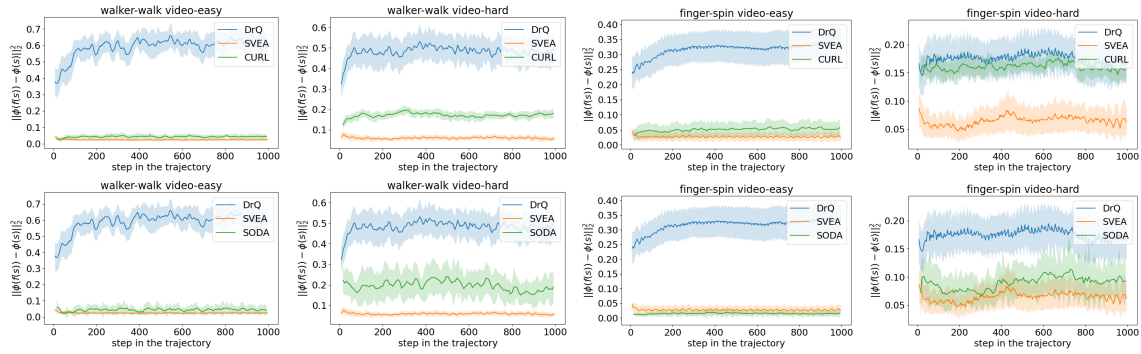 walker-walk video-easy
||ϕ(f(s)) − ϕ(s)||₂²
0.7
0.6
0.5
0.4
0.3
0.2
0.1
0.0
0 200 400 600 800 1000
step in the trajectory
DrQ
SVEA
CURL
walker-walk video-hard
||ϕ(f(s)) − ϕ(s)||₂²
0.6
0.5
0.4
0.3
0.2
0.1
0 200 400 600 800 1000
step in the trajectory
DrQ
SVEA
CURL
finger-spin video-easy
||ϕ(f(s)) − ϕ(s)||₂²
0.40
0.35
0.30
0.25
0.20
0.15
0.10
0.05
0.00
0 200 400 600 800 1000
step in the trajectory
DrQ
SVEA
CURL
finger-spin video-hard
||ϕ(f(s)) − ϕ(s)||₂²
0.20
0.15
0.10
0.05
0 200 400 600 800 1000
step in the trajectory
DrQ
SVEA
CURL
walker-walk video-easy
||ϕ(f(s)) − ϕ(s)||₂²
0.7
0.6
0.5
0.4
0.3
0.2
0.1
0.0
0 200 400 600 800 1000
step in the trajectory
DrQ
SVEA
SODA
walker-walk video-hard
||ϕ(f(s)) − ϕ(s)||₂²
0.6
0.5
0.4
0.3
0.2
0.1
0 200 400 600 800 1000
step in the trajectory
DrQ
SVEA
SODA
finger-spin video-easy
||ϕ(f(s)) − ϕ(s)||₂²
0.40
0.35
0.30
0.25
0.20
0.15
0.10
0.05
0.00
0 200 400 600 800 1000
step in the trajectory
DrQ
SVEA
SODA
finger-spin video-hard
||ϕ(f(s)) − ϕ(s)||₂²
0.20
0.15
0.10
0.05
0 200 400 600 800 1000
step in the trajectory
DrQ
SVEA
SODA